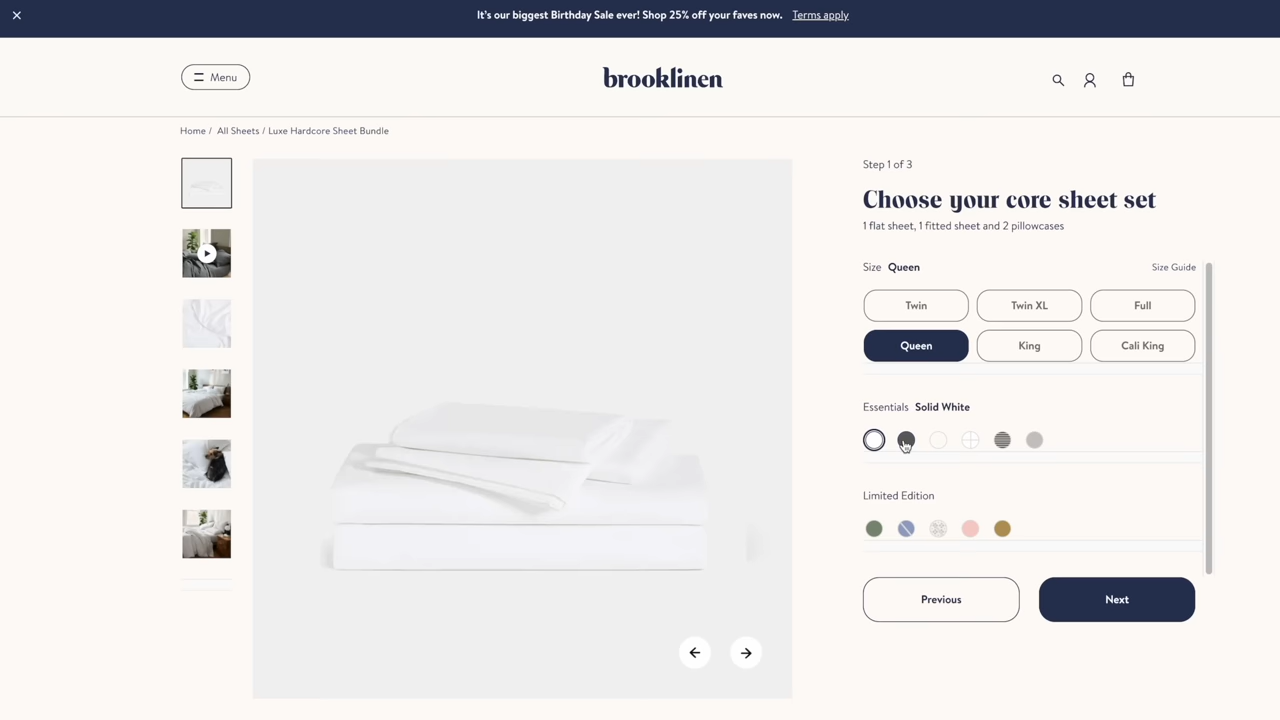 It's our biggest Birthday Sale ever! Shop 25% off your faves now. Terms apply
Menu
brooklinen
Home / All Sheets / Luxe Hardcore Sheet Bundle
Step 1 of 3
Choose your core sheet set
1 flat sheet, 1 fitted sheet and 2 pillowcases
Size Queen
Size Guide
Twin
Twin XL
Full
Queen
King
Cali King
Essentials Solid White
Limited Edition
Previous
Next